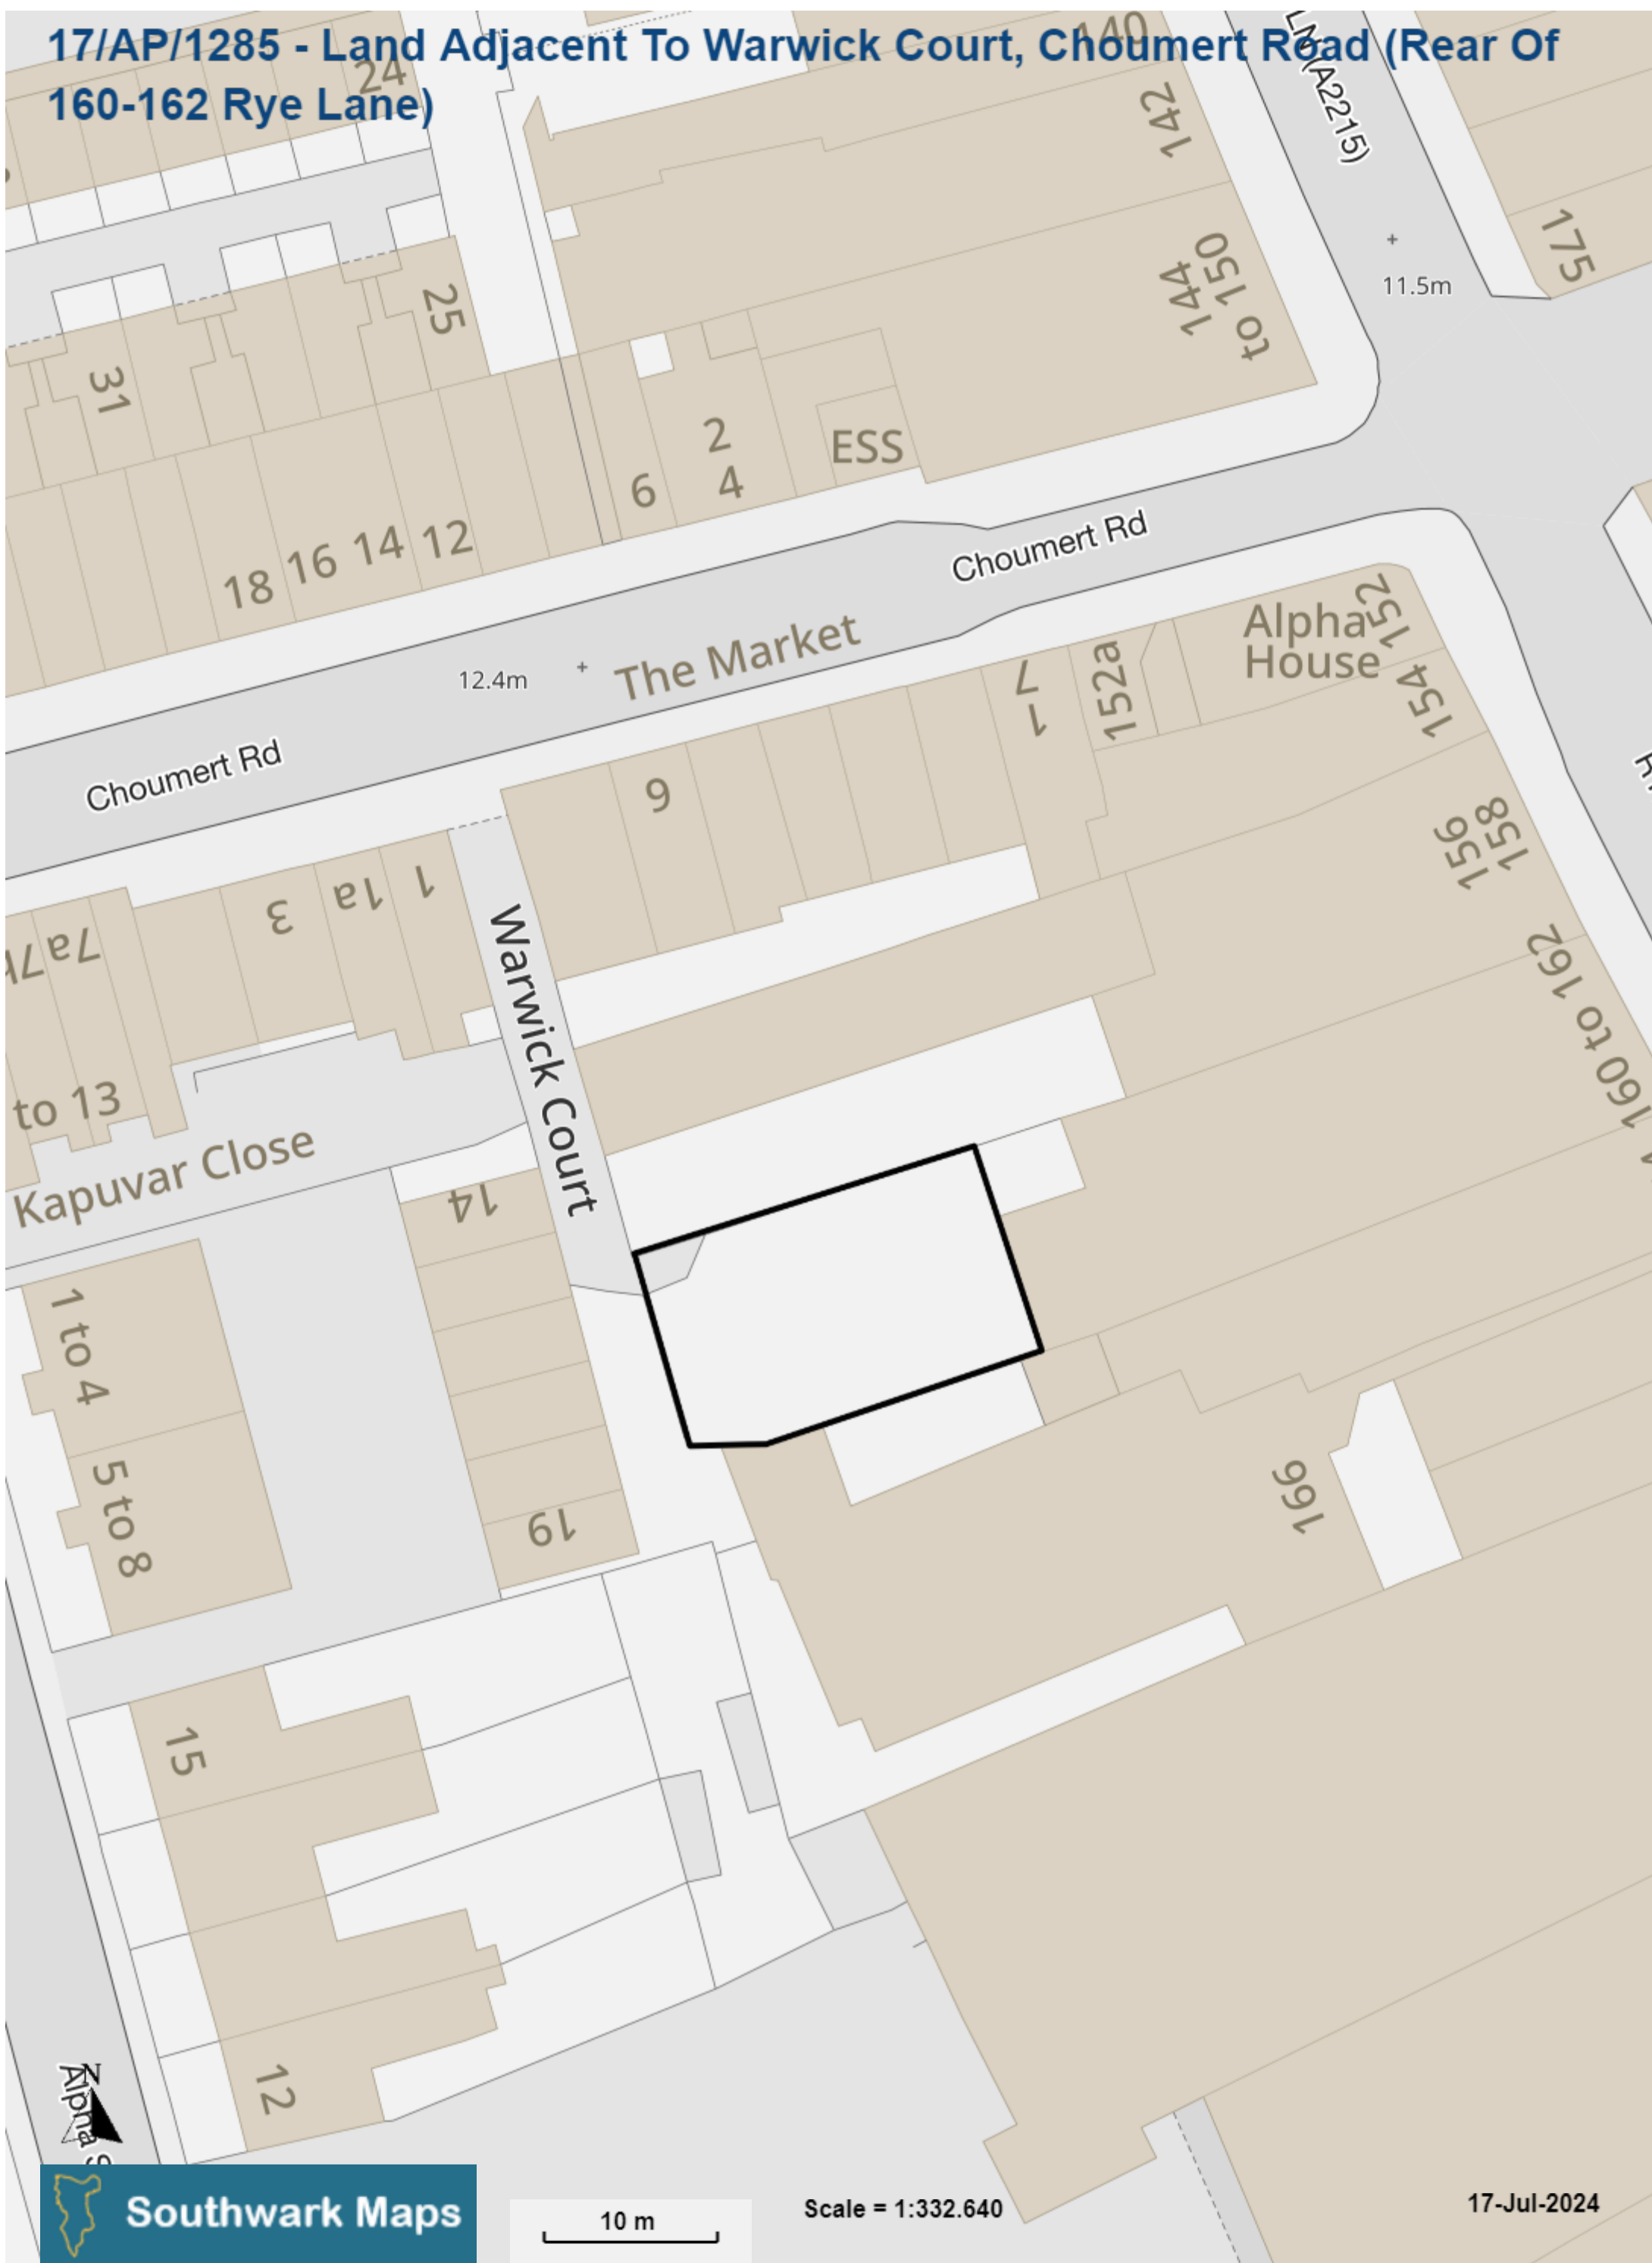 17/AP/1285 - Land Adjacent To Warwick Court, Choumert Road (Rear Of
160-162 Rye Lane)
140
24
LN (A2215)
142
175
144
to 150
11.5m
25
31
2
4
6
ESS
12
14
16
18
Choumert Rd
The Market
12.4m
Choumert Rd
Alpha
House
152
154
152a
7
1
9
156
158
1
1a
3
7a
Warwick Court
160 to 162
to 13
Kapuvar Close
14
1 to 4
5 to 8
19
166
15
12
N
Southwark Maps
10 m
Scale = 1:332.640
17-Jul-2024